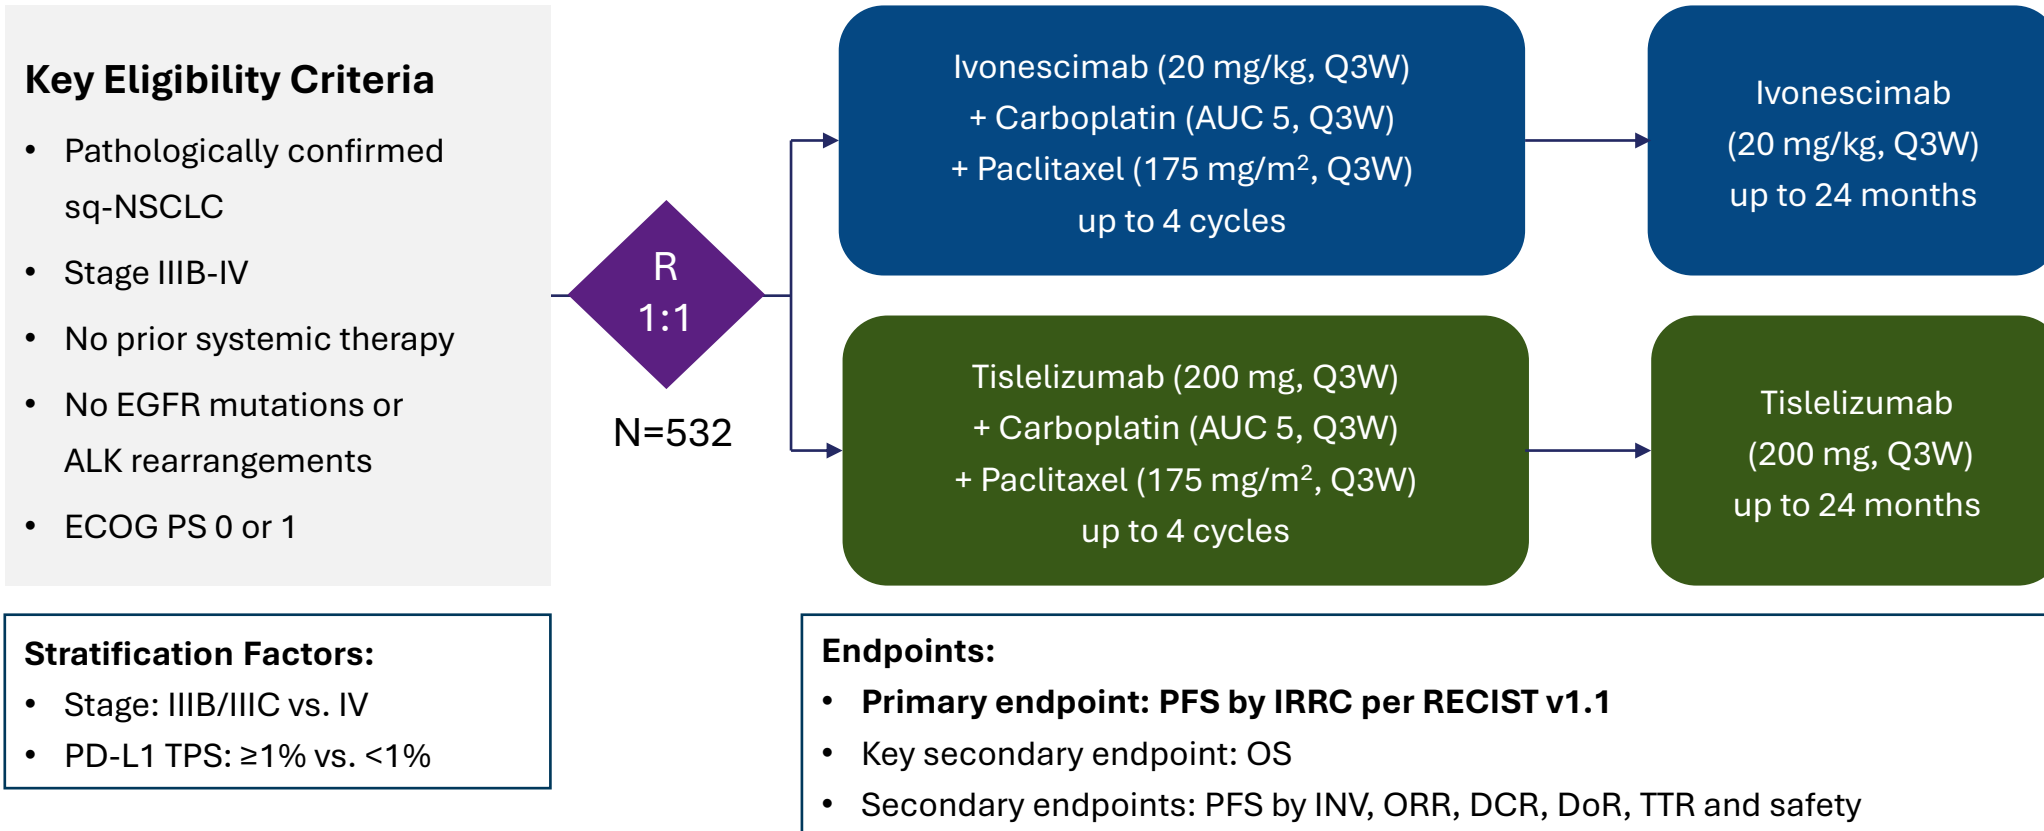 Key Eligibility Criteria
• Pathologically confirmed
sq-NSCLC
• Stage IIIB-IV
• No prior systemic therapy
• No EGFR mutations or
ALK rearrangements
• ECOG PS 0 or 1
R
1:1
N=532
Ivonescimab (20 mg/kg, Q3W)
+ Carboplatin (AUC 5, Q3W)
+ Paclitaxel (175 mg/m², Q3W)
up to 4 cycles
Ivonescimab
(20 mg/kg, Q3W)
up to 24 months
Tislelizumab (200 mg, Q3W)
+ Carboplatin (AUC 5, Q3W)
+ Paclitaxel (175 mg/m², Q3W)
up to 4 cycles
Tislelizumab
(200 mg, Q3W)
up to 24 months
Stratification Factors:
• Stage: IIIB/IIIC vs. IV
• PD-L1 TPS: ≥1% vs. <1%
Endpoints:
• Primary endpoint: PFS by IRRC per RECIST v1.1
• Key secondary endpoint: OS
• Secondary endpoints: PFS by INV, ORR, DCR, DoR, TTR and safety